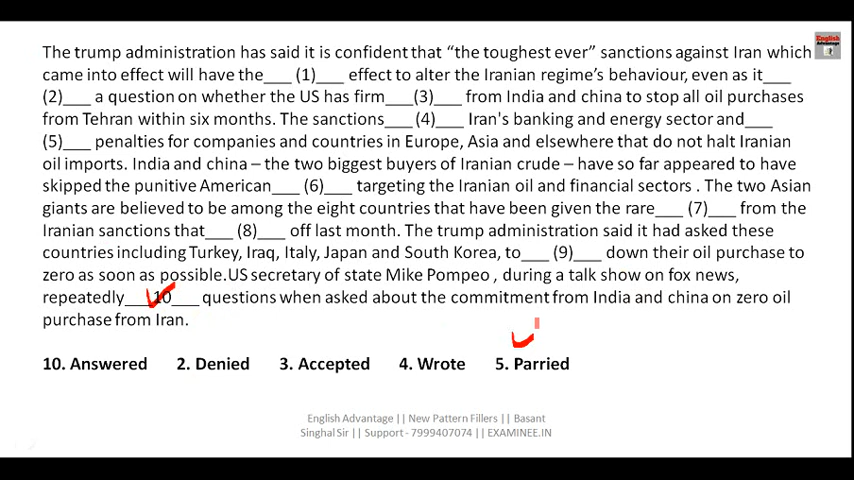 English
Advantage
The trump administration has said it is confident that “the toughest ever” sanctions against Iran which
came into effect will have the___ (1)___ effect to alter the Iranian regime’s behaviour, even as it___
(2)___ a question on whether the US has firm___(3)___ from India and china to stop all oil purchases
from Tehran within six months. The sanctions___ (4)___ Iran's banking and energy sector and___
(5)___ penalties for companies and countries in Europe, Asia and elsewhere that do not halt Iranian
oil imports. India and china – the two biggest buyers of Iranian crude – have so far appeared to have
skipped the punitive American___ (6)___ targeting the Iranian oil and financial sectors . The two Asian
giants are believed to be among the eight countries that have been given the rare___ (7)___ from the
Iranian sanctions that___ (8)___ off last month. The trump administration said it had asked these
countries including Turkey, Iraq, Italy, Japan and South Korea, to___ (9)___ down their oil purchase to
zero as soon as possible.US secretary of state Mike Pompeo , during a talk show on fox news,
repeatedly___10___ questions when asked about the commitment from India and china on zero oil
purchase from Iran.
10. Answered 2. Denied 3. Accepted 4. Wrote 5. Parried
English Advantage || New Pattern Fillers || Basant
Singhal Sir || Support - 7999407074 || EXAMINEE.IN